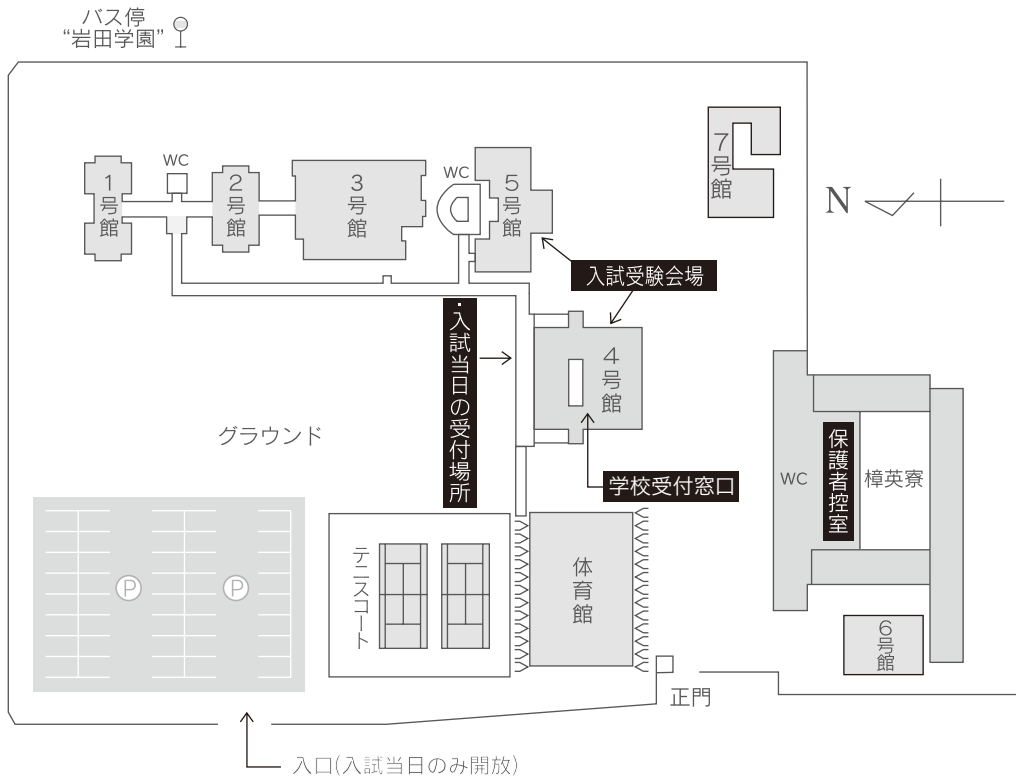 バス停
“岩田学園”
1号館
WC
2号館
3号館
WC
5号館
7号館
N
入試受験会場
・入試当日の受付場所
4号館
グラウンド
学校受付窓口
WC
保護者控室
樟英寮
テニスコート
体育館
P
P
6号館
正門
入口(入試当日のみ開放)